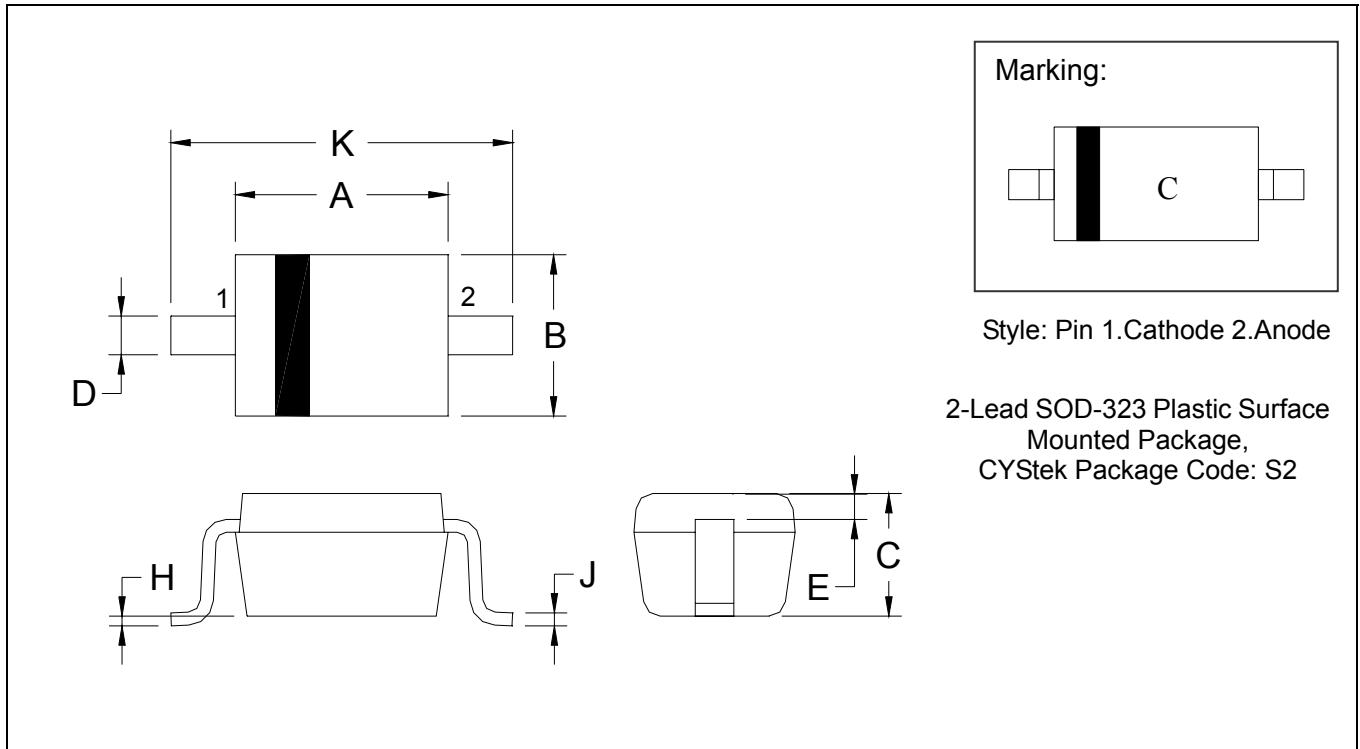 Marking:
C
K
A
1
2
B
D
Style: Pin 1.Cathode 2.Anode
2-Lead SOD-323 Plastic Surface
Mounted Package,
CYStek Package Code: S2
H
J
E
C